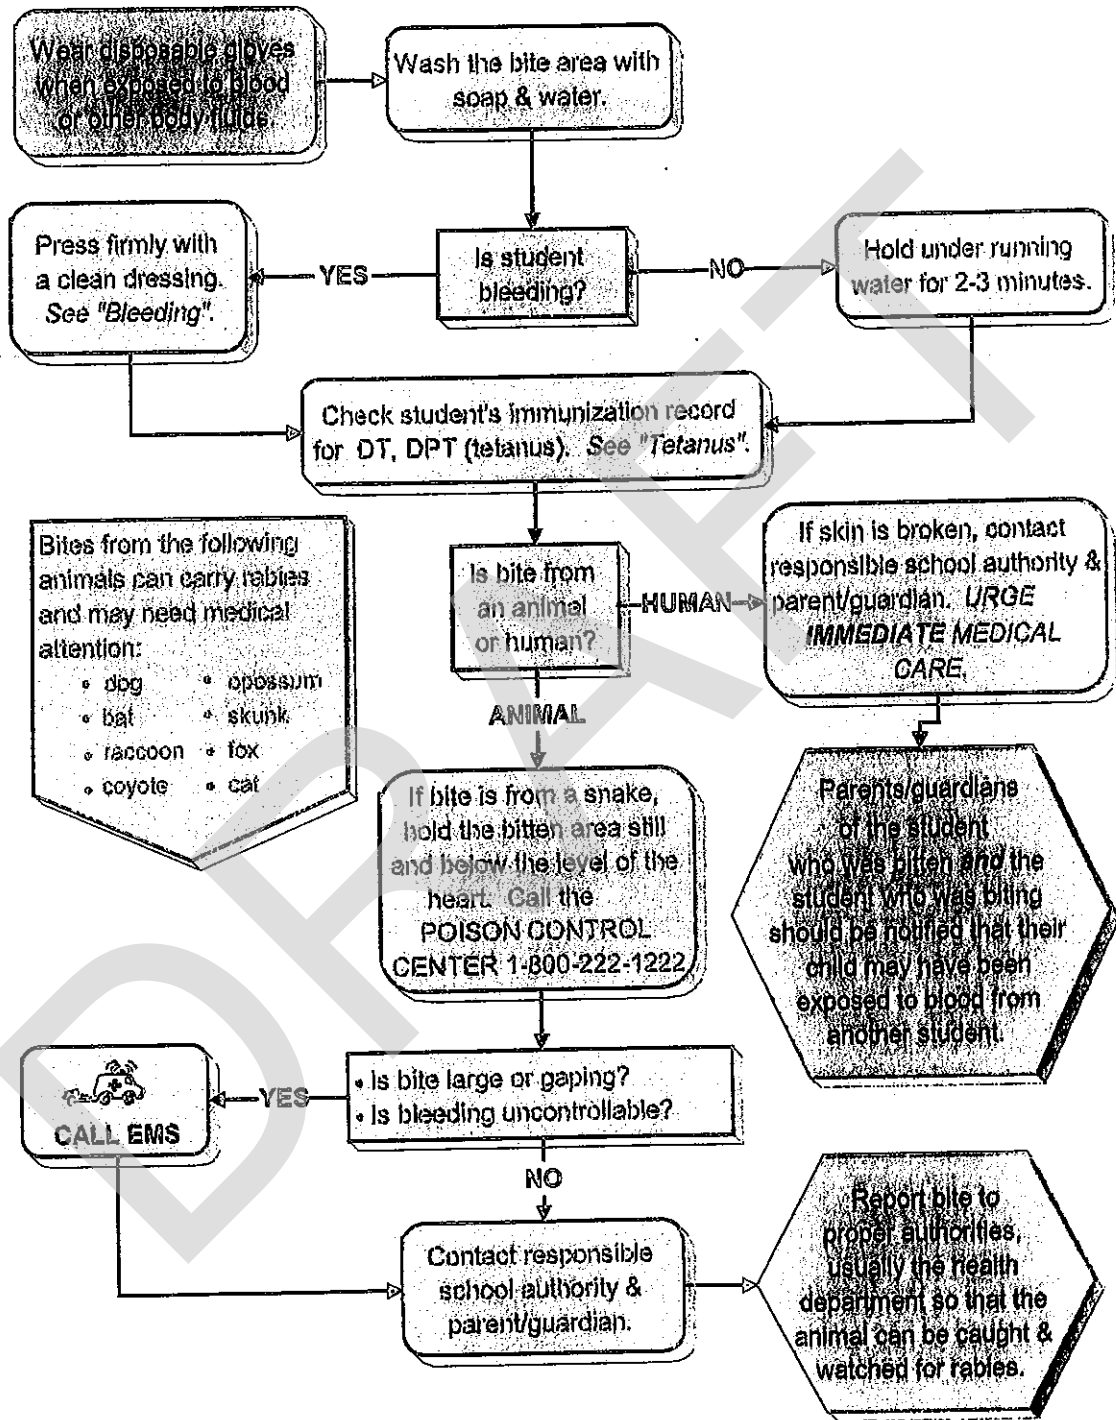 Wear disposable gloves
when exposed to blood
or other body fluids.
Wash the bite area with
soap & water.
Press firmly with
a clean dressing.
See "Bleeding".
YES
Is student
bleeding?
NO
Hold under running
water for 2-3 minutes.
Check student's immunization record
for DT, DPT (tetanus). See "Tetanus".
Bites from the following
animals can carry rabies
and may need medical
attention:
• dog • opossum
• bat • skunk
• raccoon • fox
• coyote • cat
Is bite from
an animal
or human?
HUMAN
If skin is broken, contact
responsible school authority &
parent/guardian. URGE
IMMEDIATE MEDICAL
CARE.
ANIMAL
If bite is from a snake,
hold the bitten area still
and below the level of the
heart. Call the
POISON CONTROL
CENTER 1-800-222-1222
Parents/guardians
of the student
who was bitten and the
student who was biting
should be notified that their
child may have been
exposed to blood from
another student.
• Is bite large or gaping?
• Is bleeding uncontrollable?
YES
CALL EMS
NO
Contact responsible
school authority &
parent/guardian.
Report bite to
proper authorities,
usually the health
department so that the
animal can be caught &
watched for rabies.
DRAFT